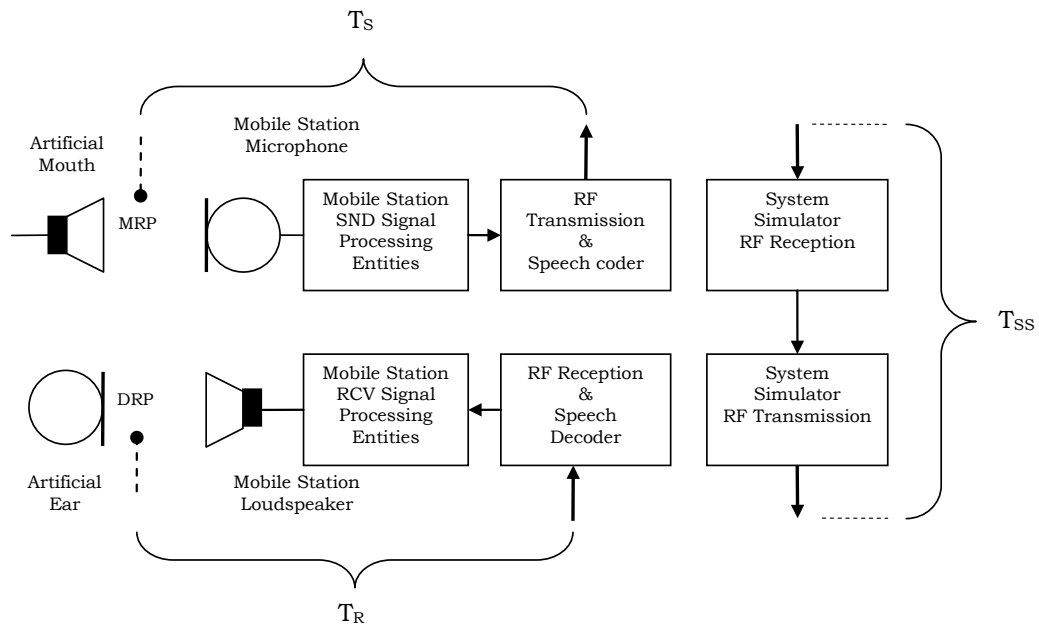 T_S
Artificial
Mouth
MRP
Mobile Station
Microphone
Mobile Station
SND Signal
Processing
Entities
RF
Transmission
&
Speech coder
System
Simulator
RF Reception
T_SS
DRP
Artificial
Ear
Mobile Station
Loudspeaker
Mobile Station
RCV Signal
Processing
Entities
RF Reception
&
Speech
Decoder
System
Simulator
RF Transmission
T_R